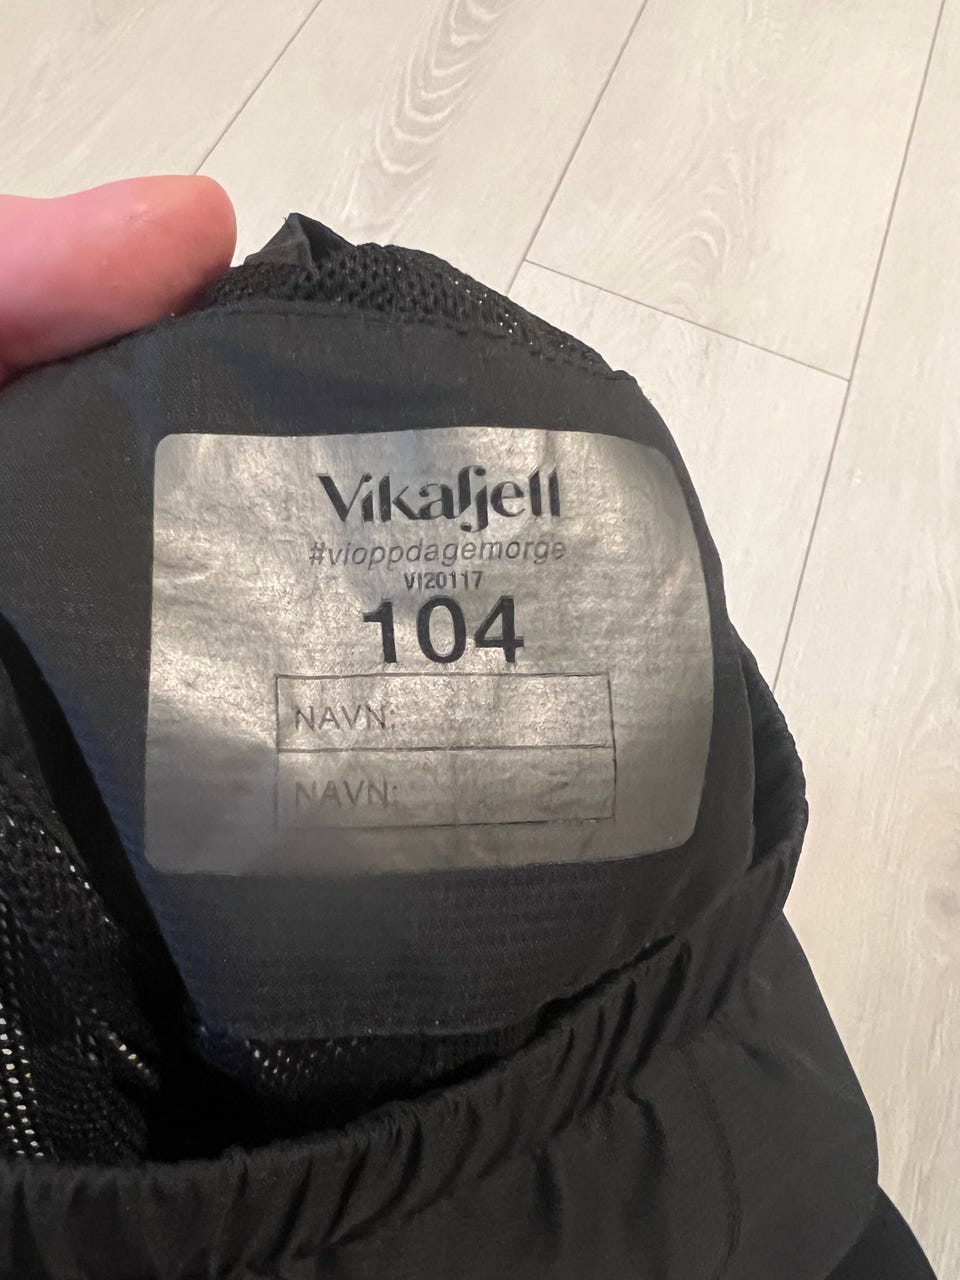 Vikafjell
#vioppdagemorge
VI20117
104
NAVN:
NAVN: